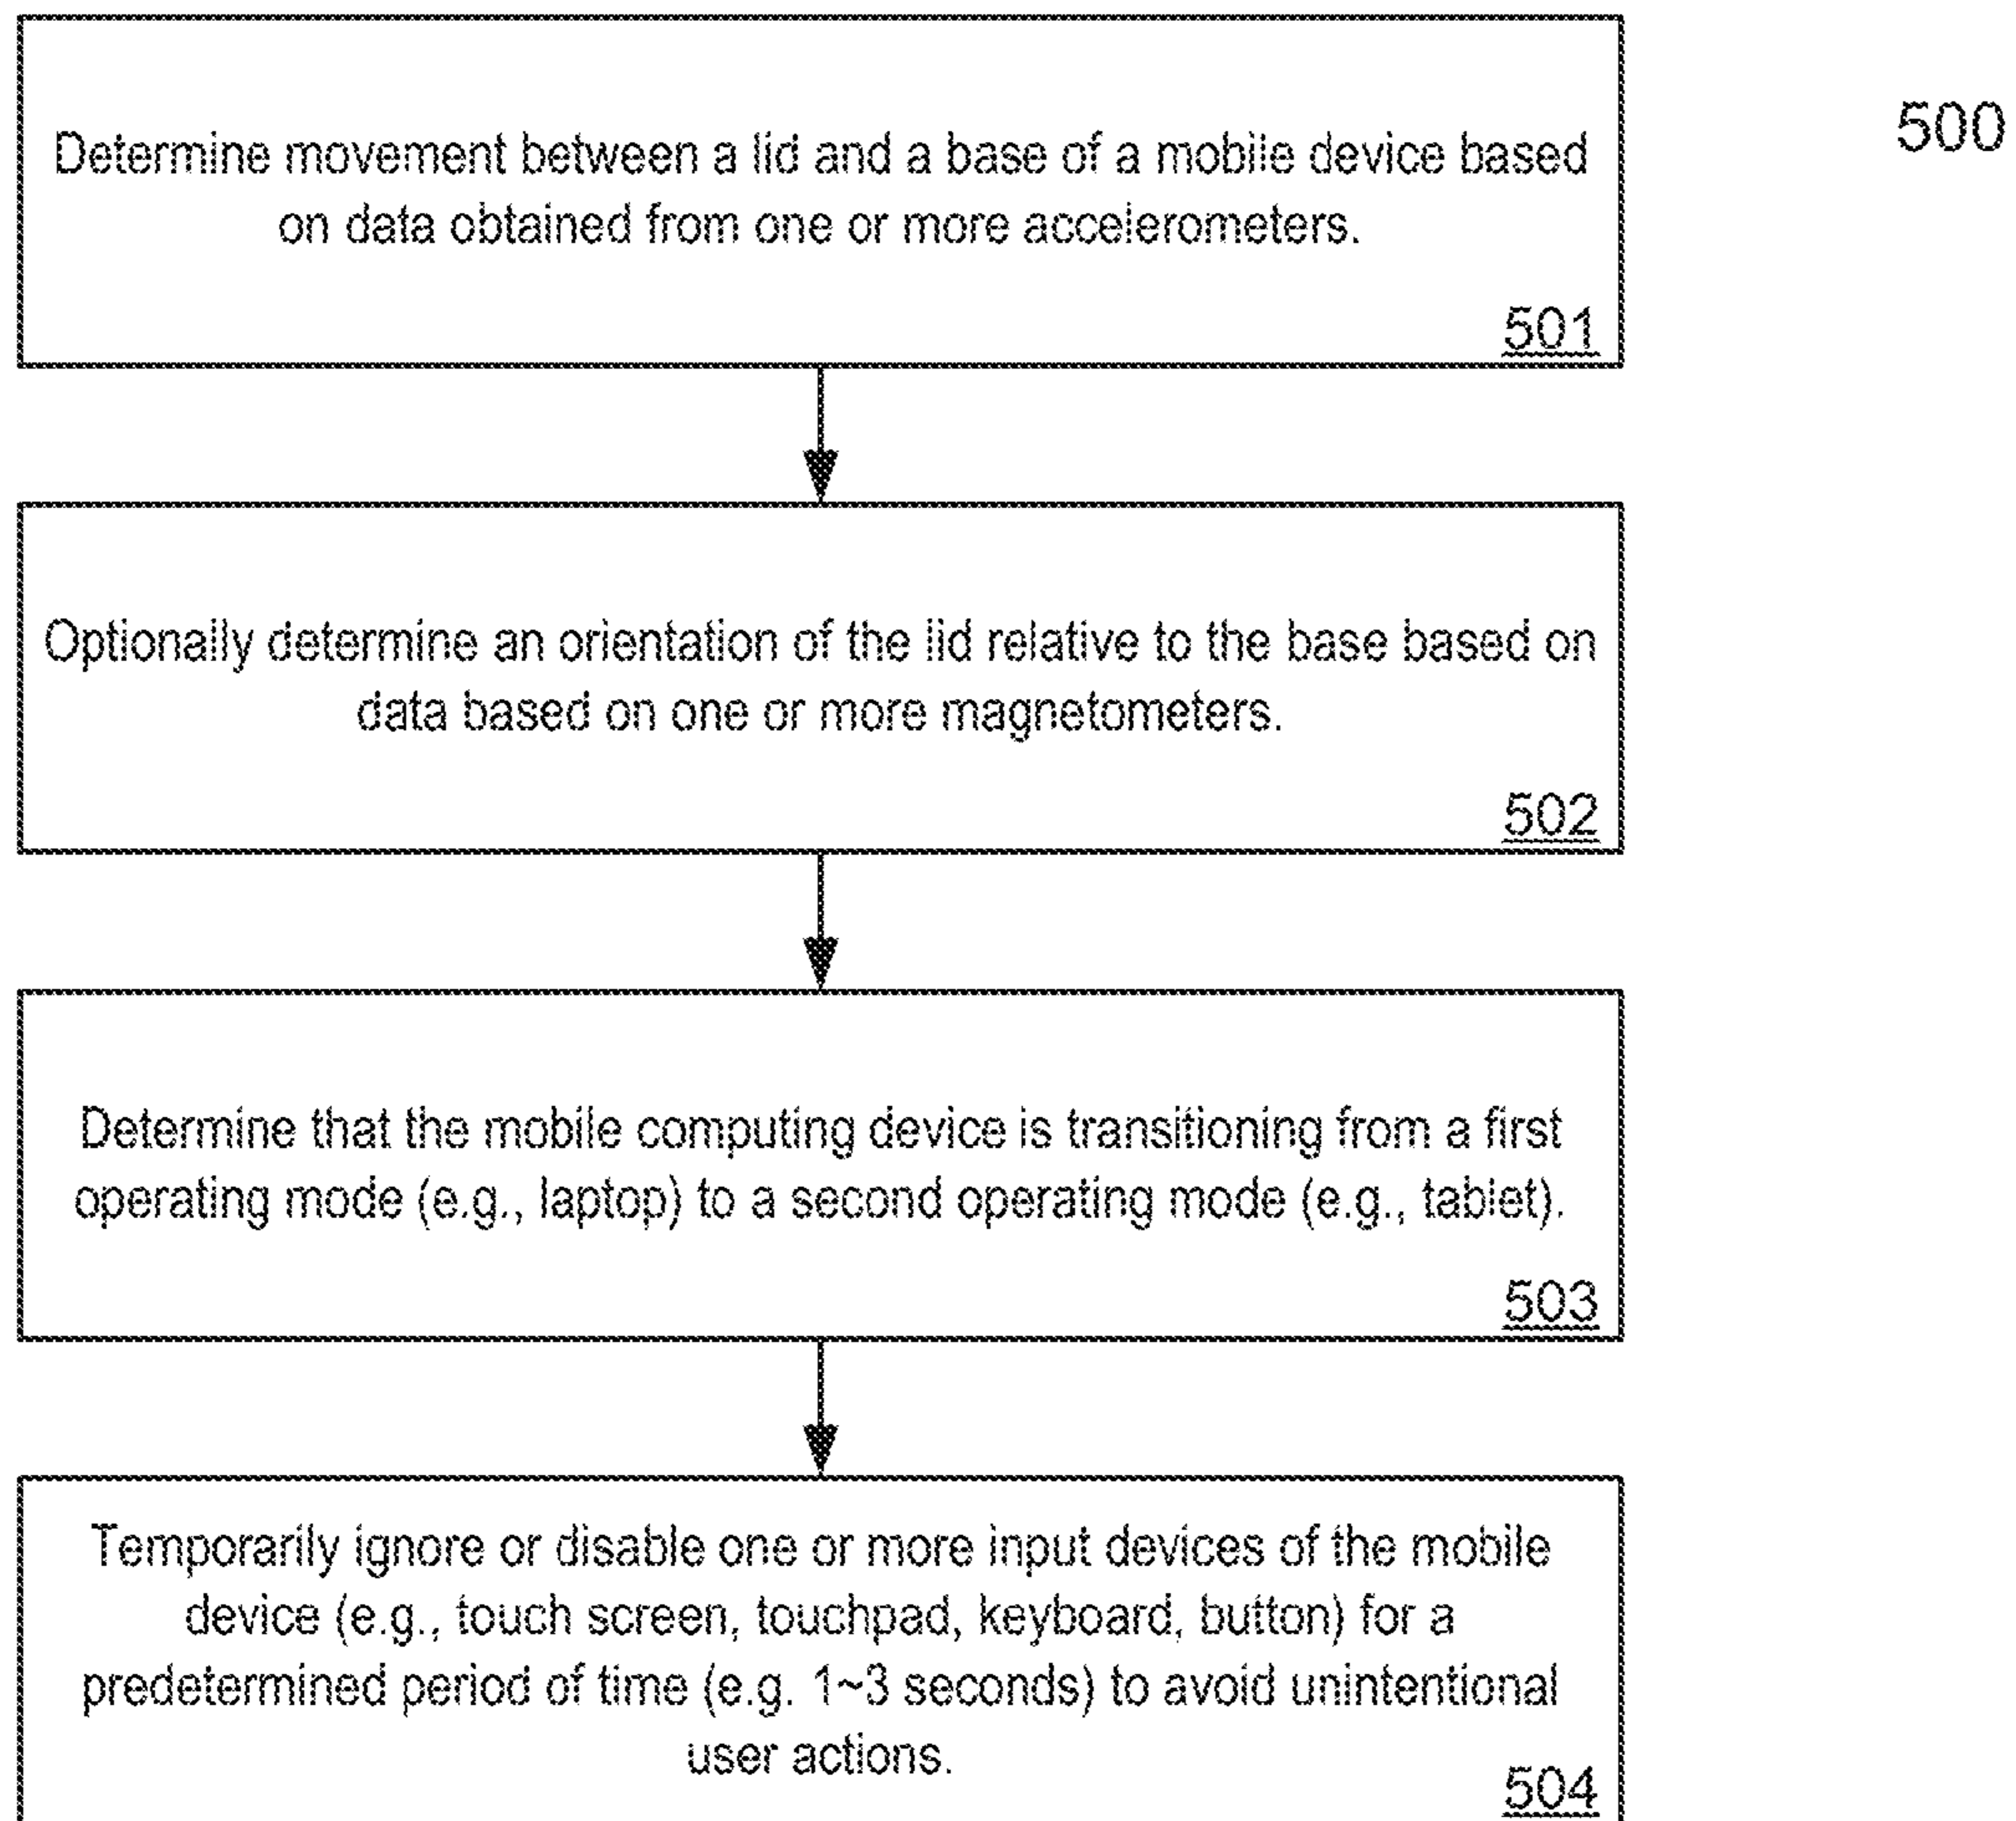 500
Determine movement between a lid and a base of a mobile device based
on data obtained from one or more accelerometers.
501
Optionally determine an orientation of the lid relative to the base based on
data based on one or more magnetometers.
502
Determine that the mobile computing device is transitioning from a first
operating mode (e.g., laptop) to a second operating mode (e.g., tablet).
503
Temporarily ignore or disable one or more input devices of the mobile
device (e.g., touch screen, touchpad, keyboard, button) for a
predetermined period of time (e.g. 1~3 seconds) to avoid unintentional
user actions.
504